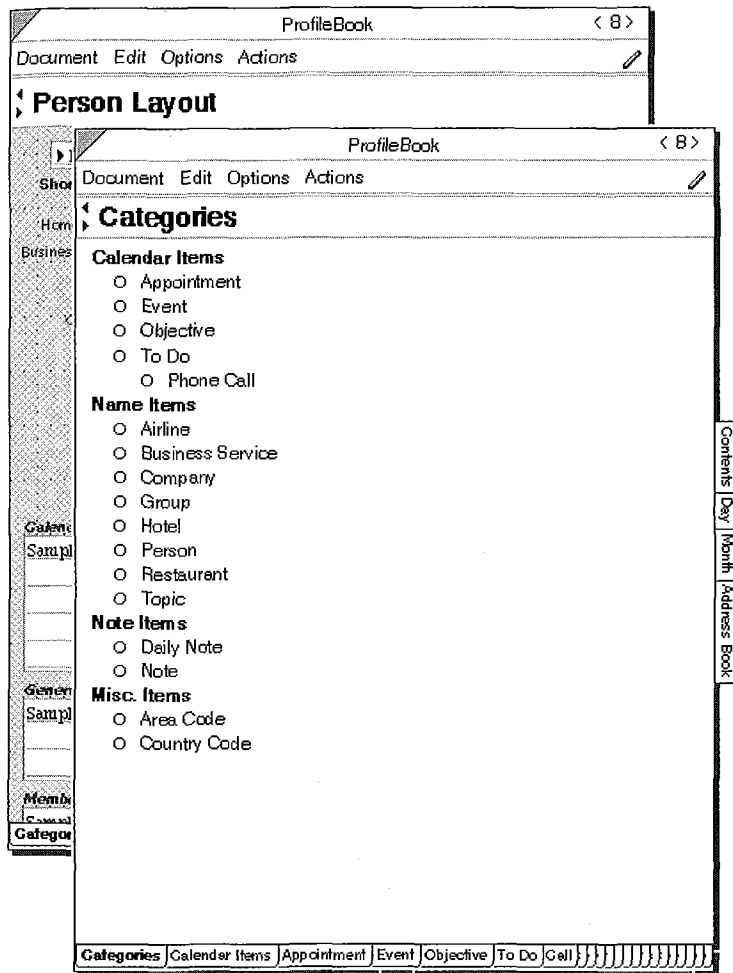 ProfileBook < 8 >
Document Edit Options Actions
Person Layout
ProfileBook < 8 >
Document Edit Options Actions
Categories
Calendar Items
Appointment
Event
Objective
To Do
Phone Call
Name Items
Airline
Business Service
Company
Group
Hotel
Person
Restaurant
Topic
Note Items
Daily Note
Note
Misc. Items
Area Code
Country Code
Categories Calendar Items Appointment Event Objective To Do Call
Contents Day Month Address Book